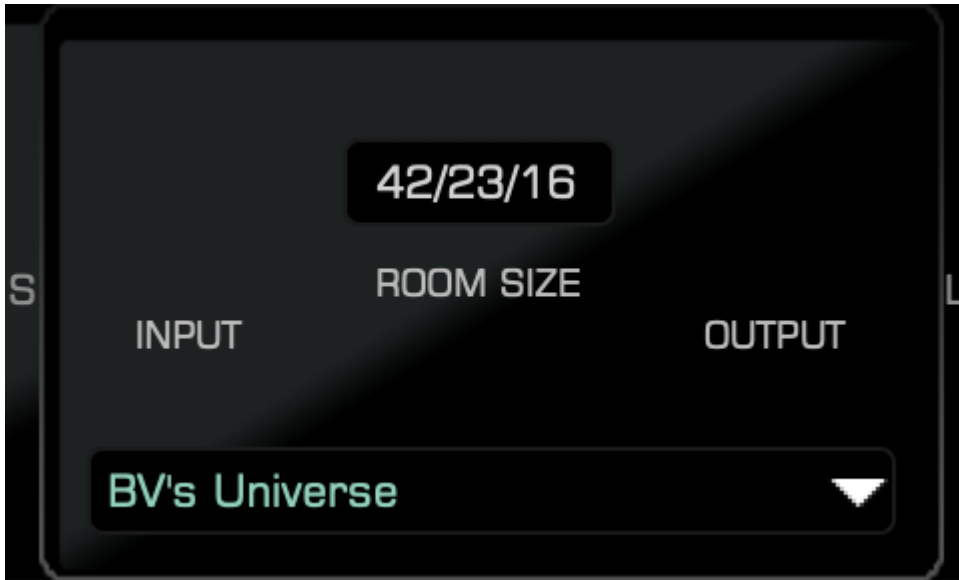 42/23/16
ROOM SIZE
S
L
INPUT
OUTPUT
BV's Universe